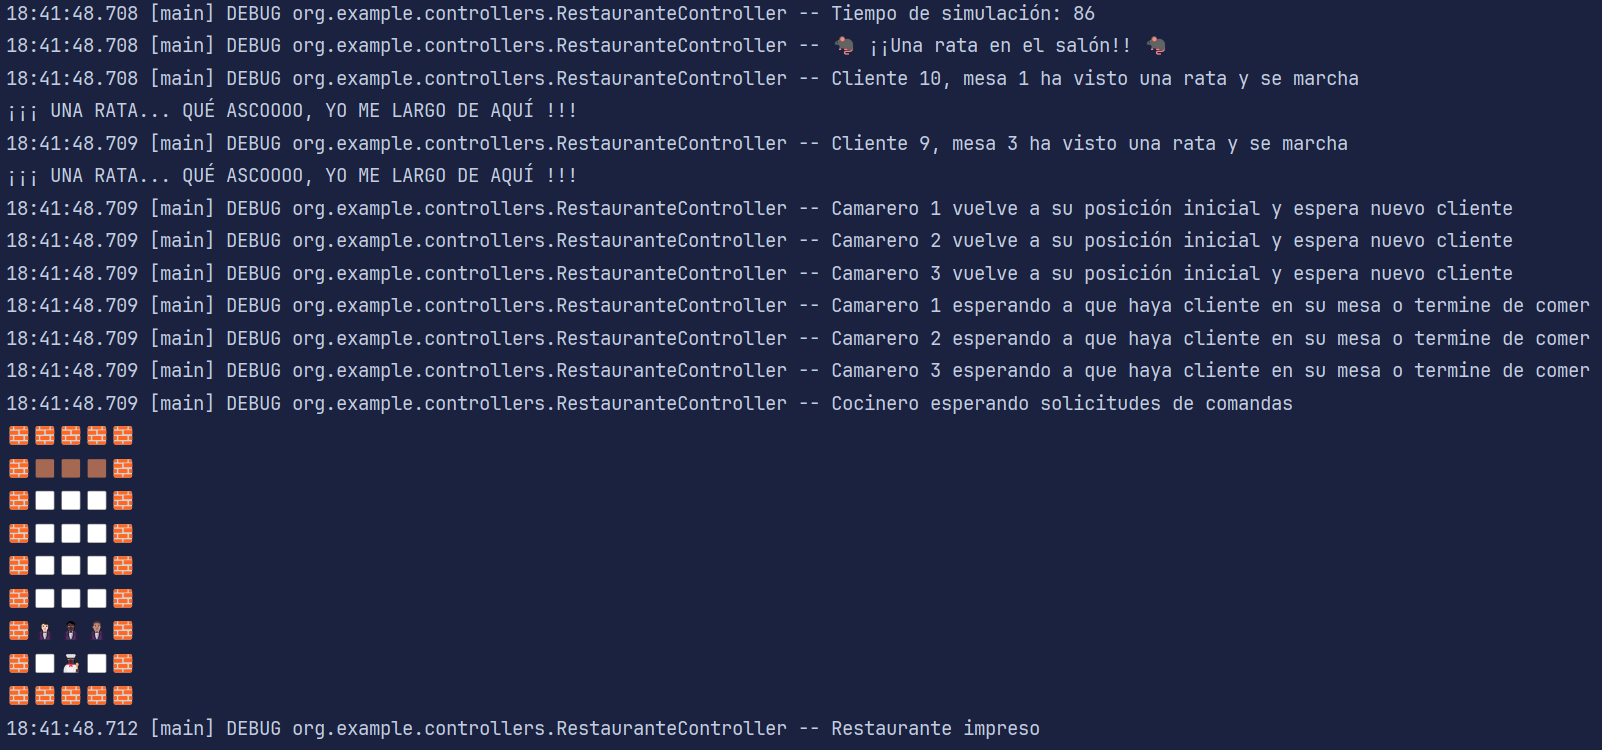 18:41:48.708 [main] DEBUG org.example.controllers.RestauranteController -- Tiempo de simulación: 86
18:41:48.708 [main] DEBUG org.example.controllers.RestauranteController -- 🐀 ¡¡Una rata en el salón!! 🐀
18:41:48.708 [main] DEBUG org.example.controllers.RestauranteController -- Cliente 10, mesa 1 ha visto una rata y se marcha
¡¡¡ UNA RATA... QUÉ ASCOOOO, YO ME LARGO DE AQUÍ !!!
18:41:48.709 [main] DEBUG org.example.controllers.RestauranteController -- Cliente 9, mesa 3 ha visto una rata y se marcha
¡¡¡ UNA RATA... QUÉ ASCOOOO, YO ME LARGO DE AQUÍ !!!
18:41:48.709 [main] DEBUG org.example.controllers.RestauranteController -- Camarero 1 vuelve a su posición inicial y espera nuevo cliente
18:41:48.709 [main] DEBUG org.example.controllers.RestauranteController -- Camarero 2 vuelve a su posición inicial y espera nuevo cliente
18:41:48.709 [main] DEBUG org.example.controllers.RestauranteController -- Camarero 3 vuelve a su posición inicial y espera nuevo cliente
18:41:48.709 [main] DEBUG org.example.controllers.RestauranteController -- Camarero 1 esperando a que haya cliente en su mesa o termine de comer
18:41:48.709 [main] DEBUG org.example.controllers.RestauranteController -- Camarero 2 esperando a que haya cliente en su mesa o termine de comer
18:41:48.709 [main] DEBUG org.example.controllers.RestauranteController -- Camarero 3 esperando a que haya cliente en su mesa o termine de comer
18:41:48.709 [main] DEBUG org.example.controllers.RestauranteController -- Cocinero esperando solicitudes de comandas
18:41:48.712 [main] DEBUG org.example.controllers.RestauranteController -- Restaurante impreso